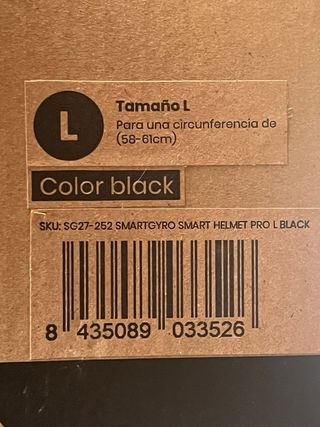 L
Tamaño L
Para una circunferencia de
(58-61cm)
Color black
SKU: SG27-252 SMARTGYRO SMART HELMET PRO L BLACK
8 435089 033526